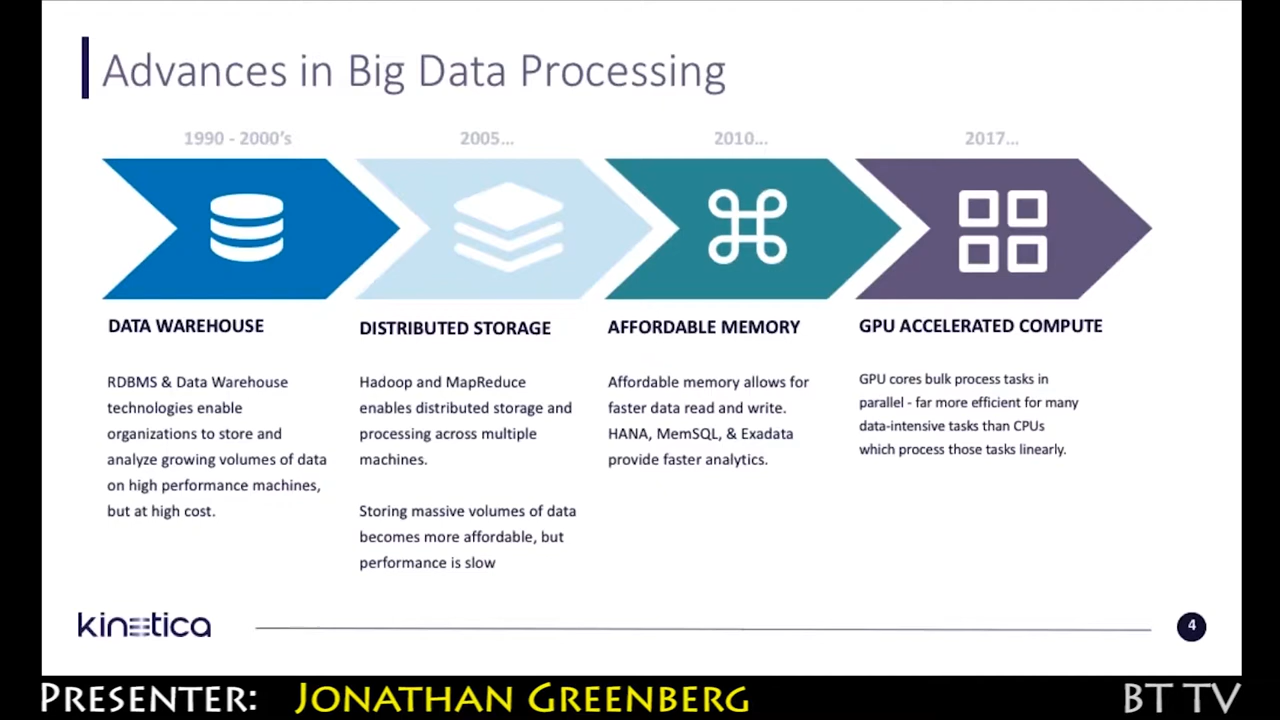 Advances in Big Data Processing
1990 - 2000's
2005...
2010...
2017...
DATA WAREHOUSE
RDBMS & Data Warehouse
technologies enable
organizations to store and
analyze growing volumes of data
on high performance machines,
but at high cost.
DISTRIBUTED STORAGE
Hadoop and MapReduce
enables distributed storage and
processing across multiple
machines.
Storing massive volumes of data
becomes more affordable, but
performance is slow
AFFORDABLE MEMORY
Affordable memory allows for
faster data read and write.
HANA, MemSQL, & Exadata
provide faster analytics.
GPU ACCELERATED COMPUTE
GPU cores bulk process tasks in
parallel - far more efficient for many
data-intensive tasks than CPUs
which process those tasks linearly.
kinetica
4
PRESENTER: JONATHAN GREENBERG
BT TV